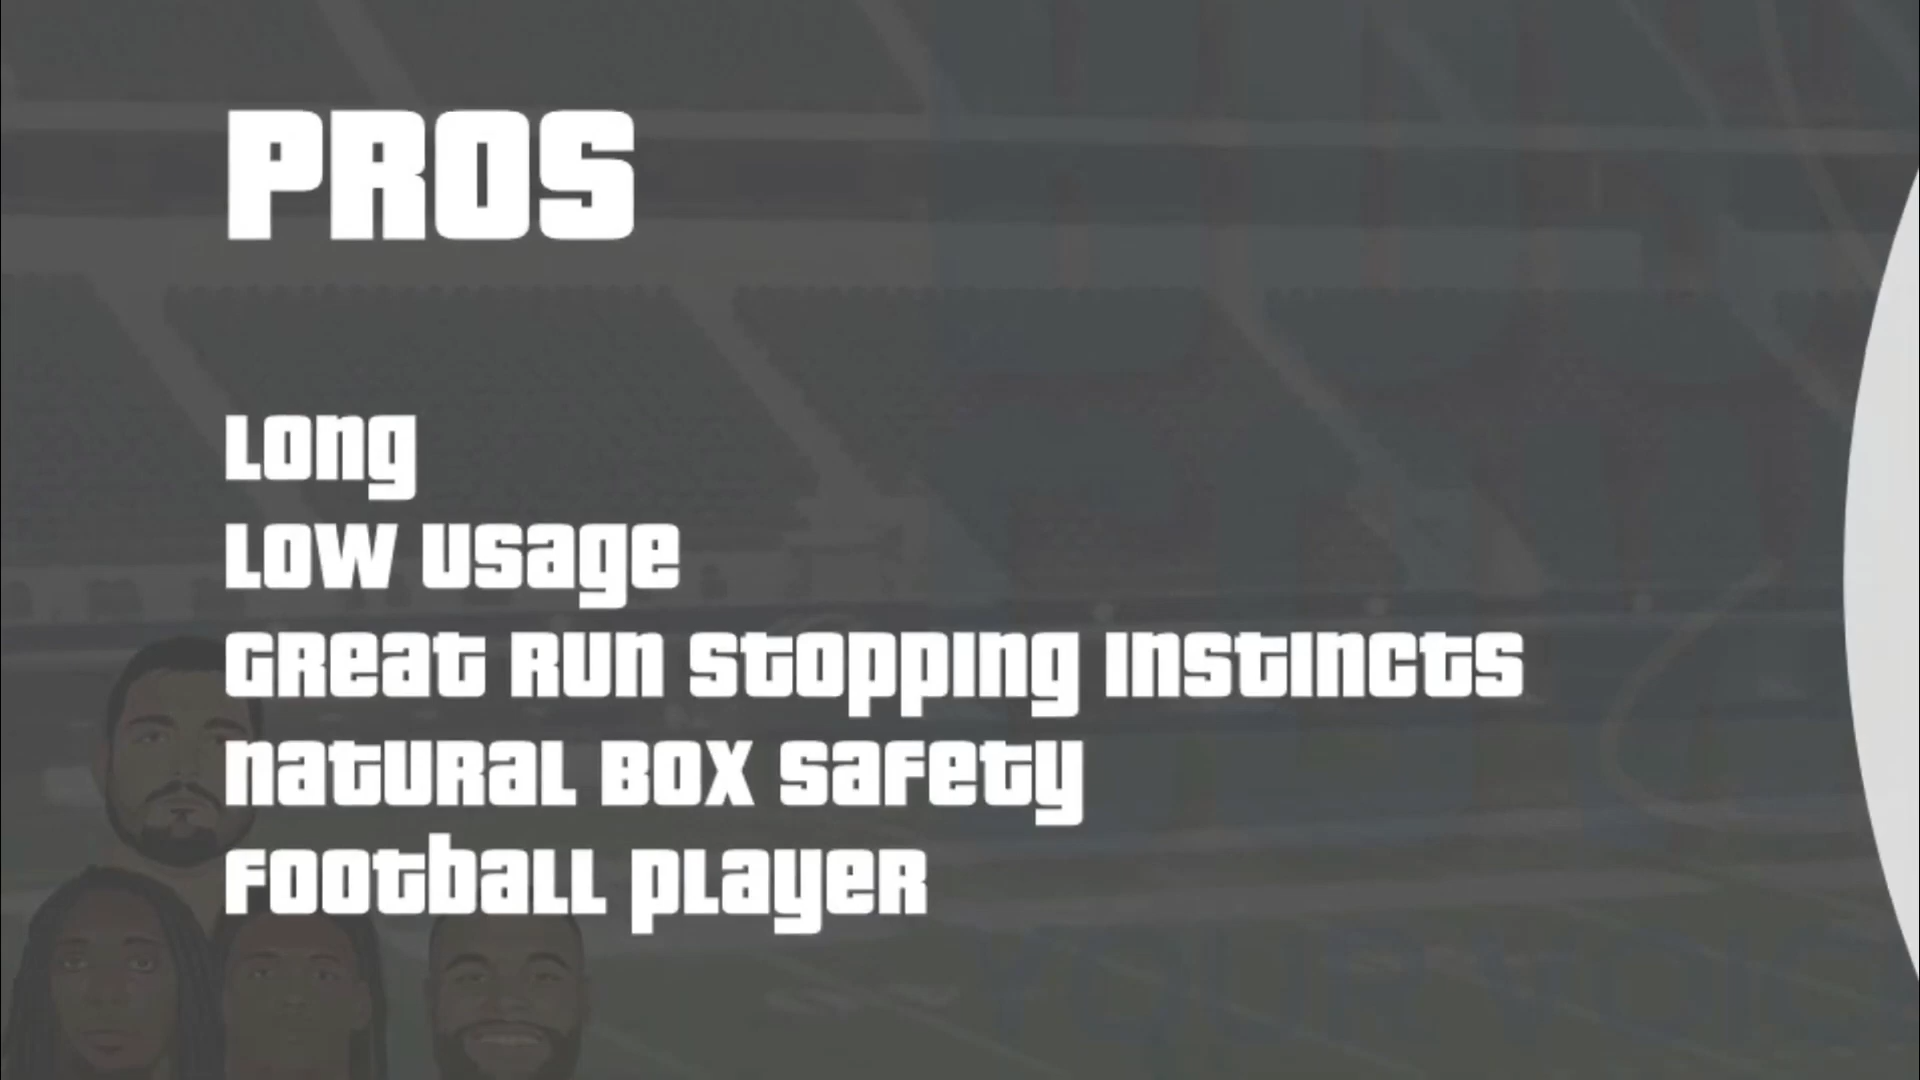 PROS
Long
Low Usage
Great Run Stopping Instincts
Natural Box Safety
Football Player